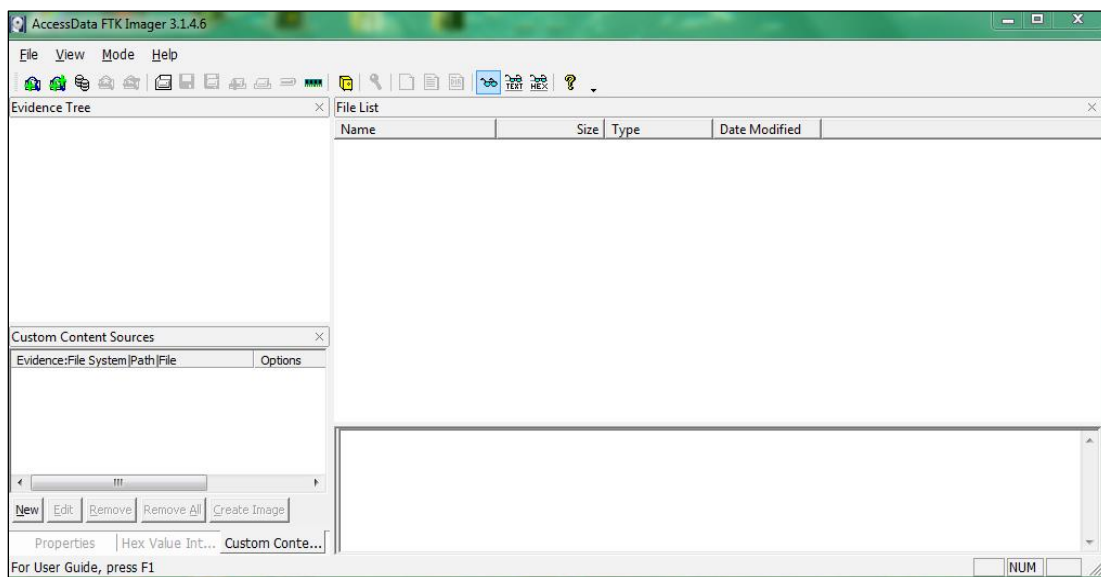 AccessData FTK Imager 3.1.4.6
File View Mode Help
TEXT HEX ?
Evidence Tree
File List
Name Size Type Date Modified
Custom Content Sources
Evidence:File System|Path|File Options
New Edit Remove Remove All Create Image
Properties Hex Value Int... Custom Conte...
For User Guide, press F1 NUM